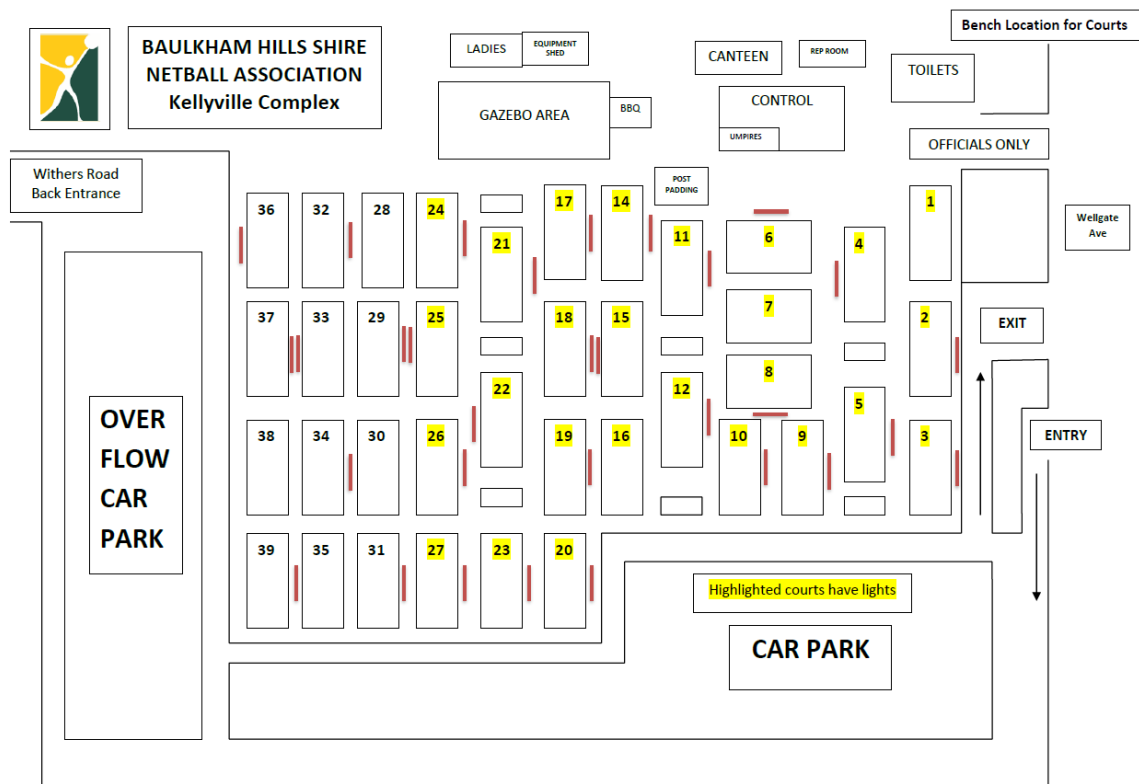 Bench Location for Courts
BAULKHAM HILLS SHIRE
NETBALL ASSOCIATION
Kellyville Complex
LADIES
EQUIPMENT
SHED
CANTEEN
REP ROOM
TOILETS
GAZEBO AREA
BBQ
CONTROL
UMPIRES
OFFICIALS ONLY
Withers Road
Back Entrance
POST
PADDING
Wellgate
Ave
36
32
28
24
21
17
14
11
6
4
1
37
33
29
25
18
15
7
2
EXIT
22
12
8
5
38
34
30
26
19
16
10
9
3
ENTRY
OVER
FLOW
CAR
PARK
39
35
31
27
23
20
Highlighted courts have lights
CAR PARK